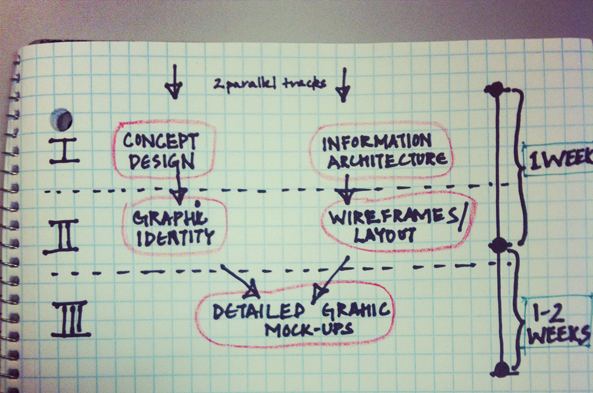 2 parallel tracks
I
CONCEPT
DESIGN
INFORMATION
ARCHITECTURE
1 WEEK
II
GRAPHIC
IDENTITY
WIREFRAMES/
LAYOUT
III
DETAILED GRAHIC
MOCK-UPS
1-2
WEEKS